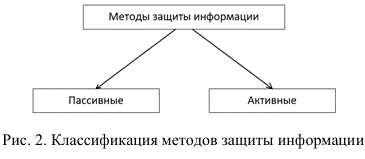 Методы защиты информации
Пассивные
Активные
Рис. 2. Классификация методов защиты информации